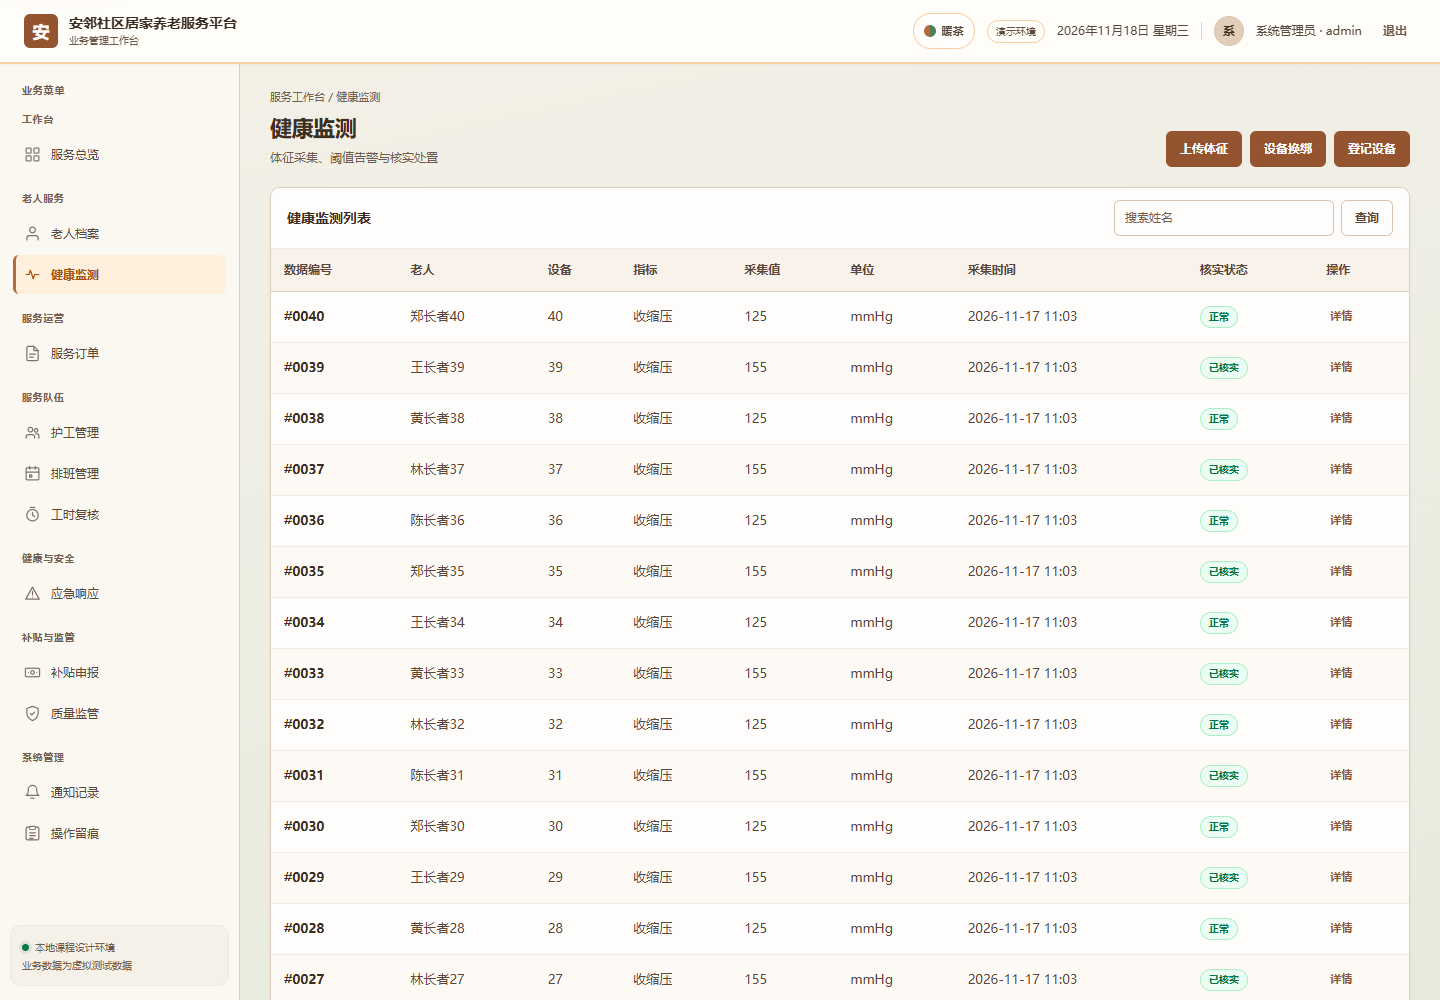 安
安邻社区居家养老服务平台
业务管理工作台
暖茶
演示环境
2026年11月18日 星期三
系
系统管理员 · admin
退出
业务菜单
工作台
服务总览
老人服务
老人档案
健康监测
服务运营
服务订单
服务队伍
护工管理
排班管理
工时复核
健康与安全
应急响应
补贴与监管
补贴申报
质量监管
系统管理
通知记录
操作留痕
本地课程设计环境
业务数据为虚拟测试数据
服务工作台 / 健康监测
健康监测
体征采集、阈值告警与核实处置
上传体征 设备换绑 登记设备
健康监测列表
搜索姓名 查询
数据编号 老人 设备 指标 采集值 单位 采集时间 核实状态 操作
#0040 郑长者40 40 收缩压 125 mmHg 2026-11-17 11:03 正常 详情
#0039 王长者39 39 收缩压 155 mmHg 2026-11-17 11:03 已核实 详情
#0038 黄长者38 38 收缩压 125 mmHg 2026-11-17 11:03 正常 详情
#0037 林长者37 37 收缩压 155 mmHg 2026-11-17 11:03 已核实 详情
#0036 陈长者36 36 收缩压 125 mmHg 2026-11-17 11:03 正常 详情
#0035 郑长者35 35 收缩压 155 mmHg 2026-11-17 11:03 已核实 详情
#0034 王长者34 34 收缩压 125 mmHg 2026-11-17 11:03 正常 详情
#0033 黄长者33 33 收缩压 155 mmHg 2026-11-17 11:03 已核实 详情
#0032 林长者32 32 收缩压 125 mmHg 2026-11-17 11:03 正常 详情
#0031 陈长者31 31 收缩压 155 mmHg 2026-11-17 11:03 已核实 详情
#0030 郑长者30 30 收缩压 125 mmHg 2026-11-17 11:03 正常 详情
#0029 王长者29 29 收缩压 155 mmHg 2026-11-17 11:03 已核实 详情
#0028 黄长者28 28 收缩压 125 mmHg 2026-11-17 11:03 正常 详情
#0027 林长者27 27 收缩压 155 mmHg 2026-11-17 11:03 已核实 详情